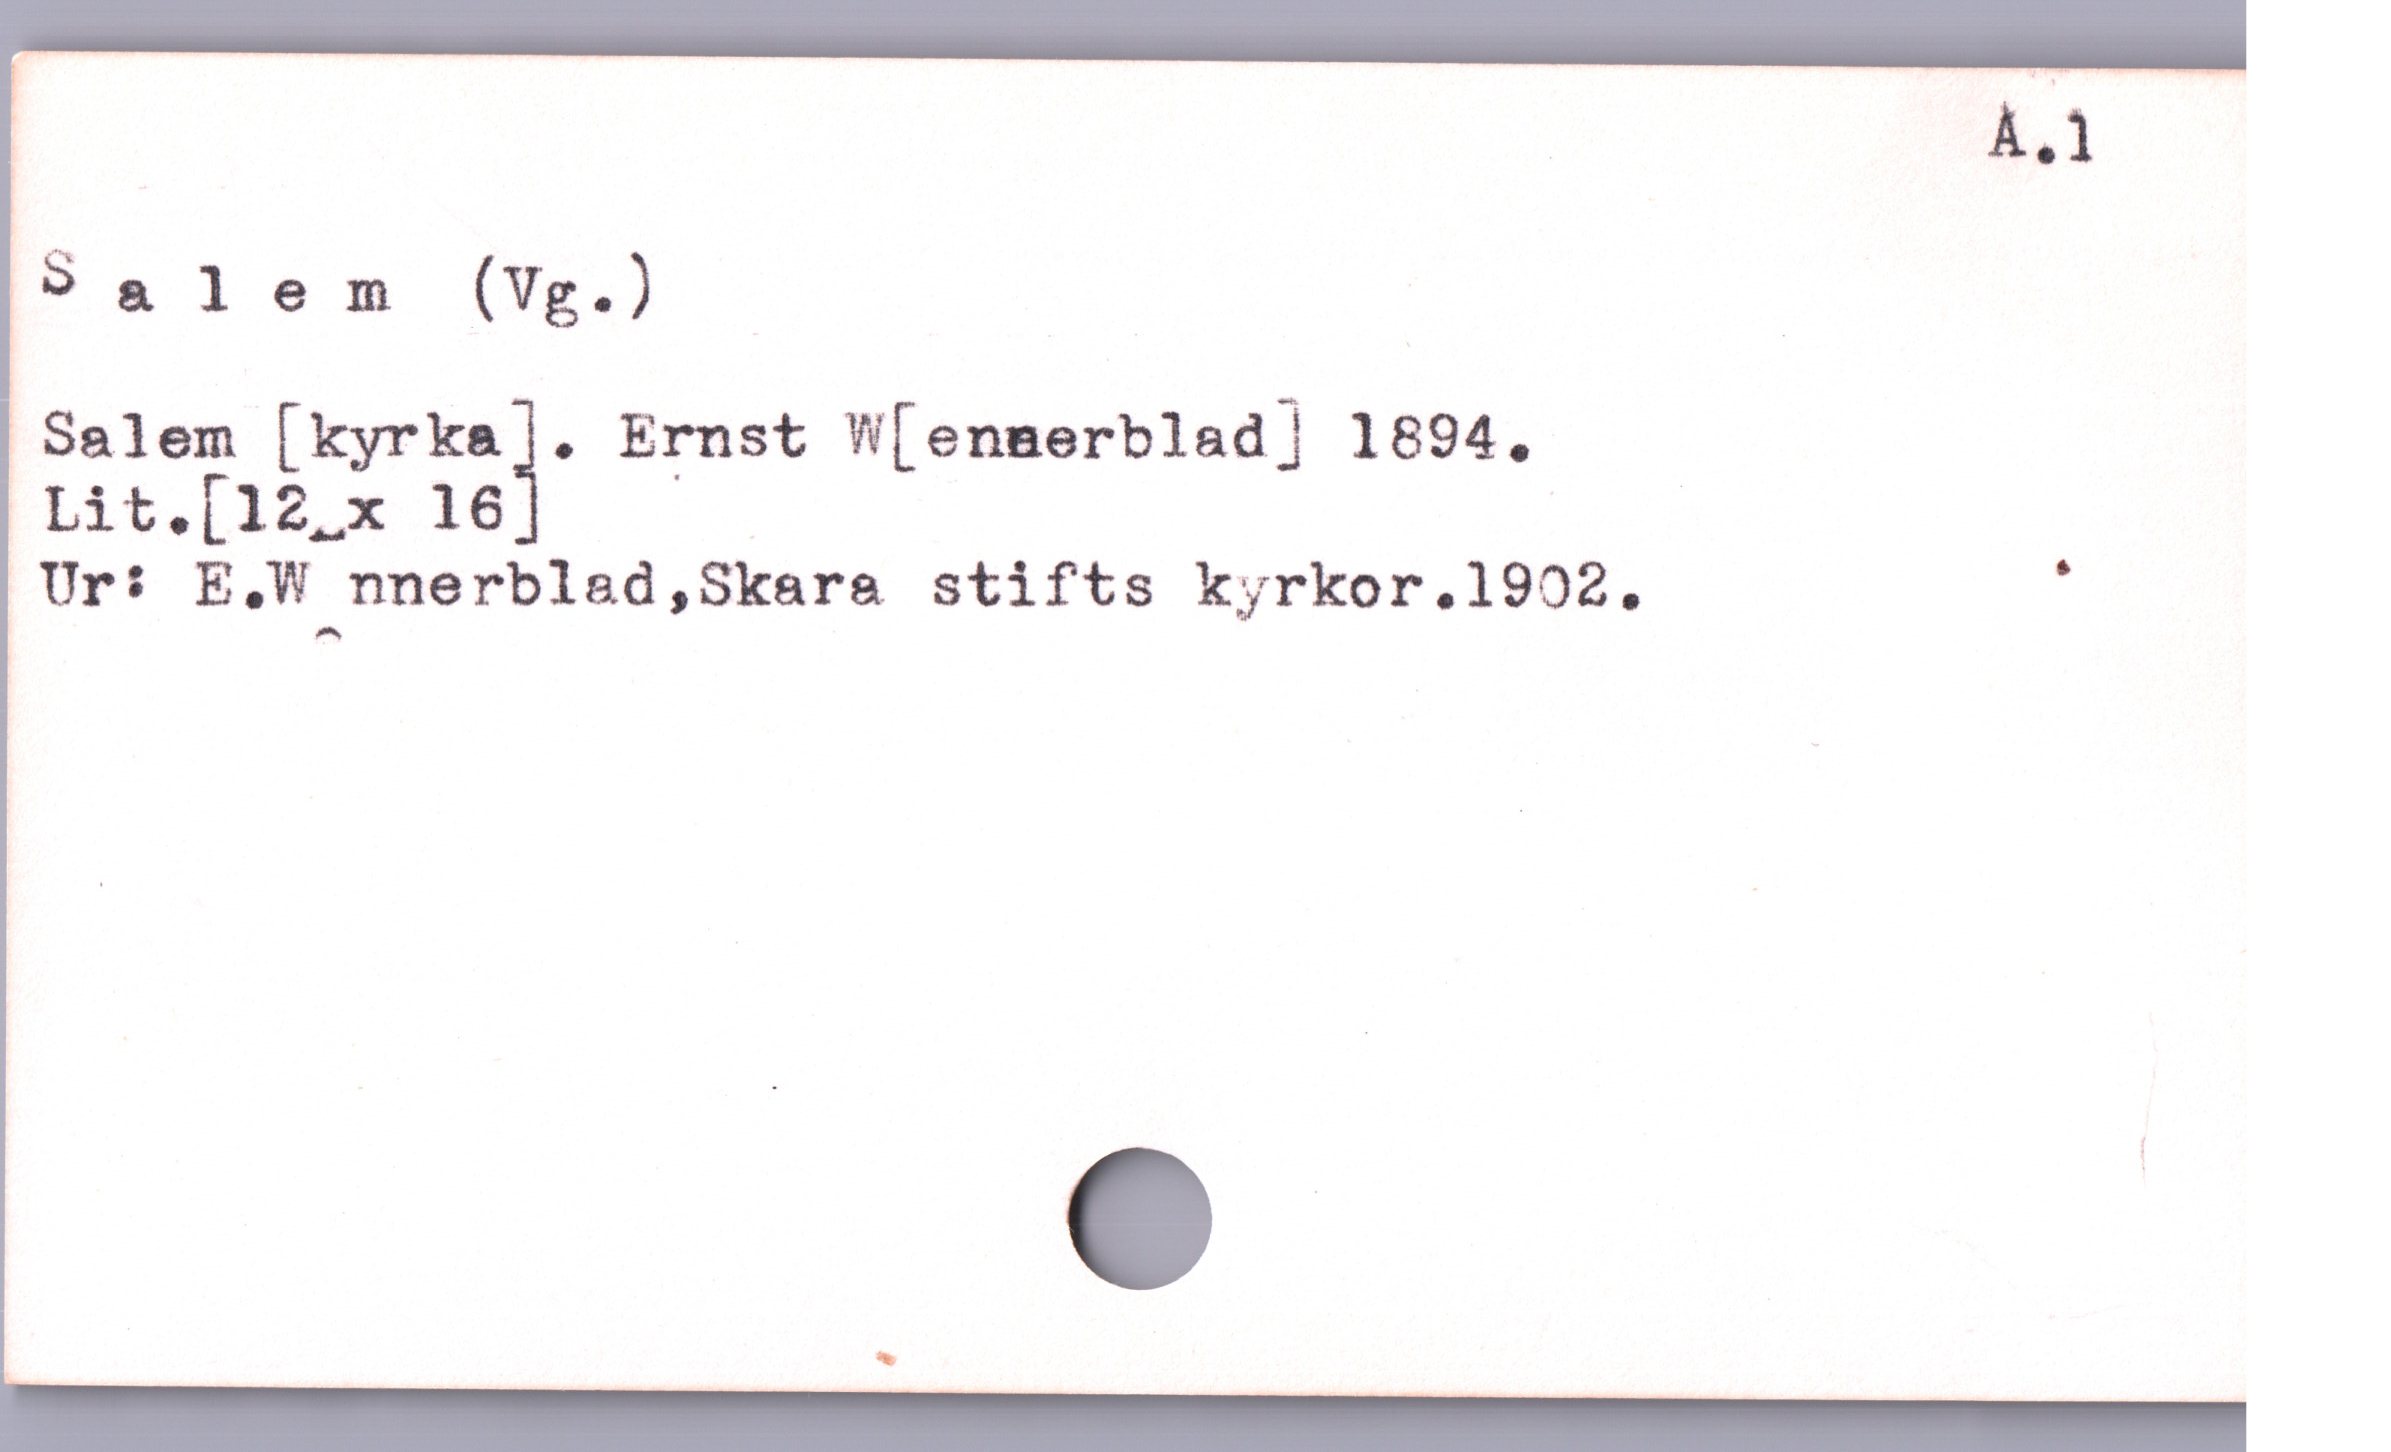 A.1
S a l e m (Vg.)
Salem [kyrka]. Ernst W[ennerblad] 1894.
Lit.[12 x 16]
Ur: E.W nnerblad,Skara stifts kyrkor.1902.